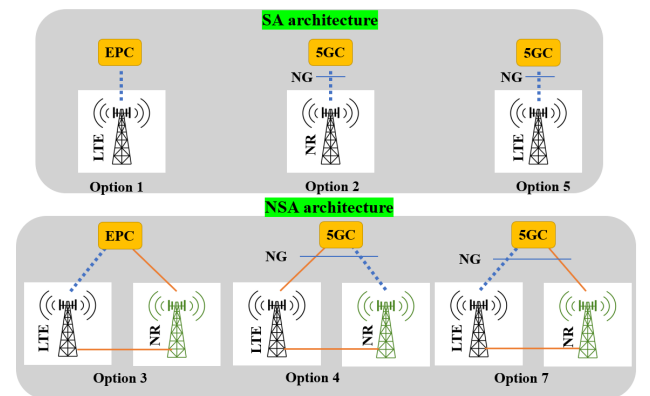 SA architecture
EPC
5GC
5GC
NG
NG
LTE
NR
LTE
Option 1
Option 2
Option 5
NSA architecture
EPC
5GC
5GC
NG
NG
LTE
NR
LTE
NR
LTE
NR
Option 3
Option 4
Option 7